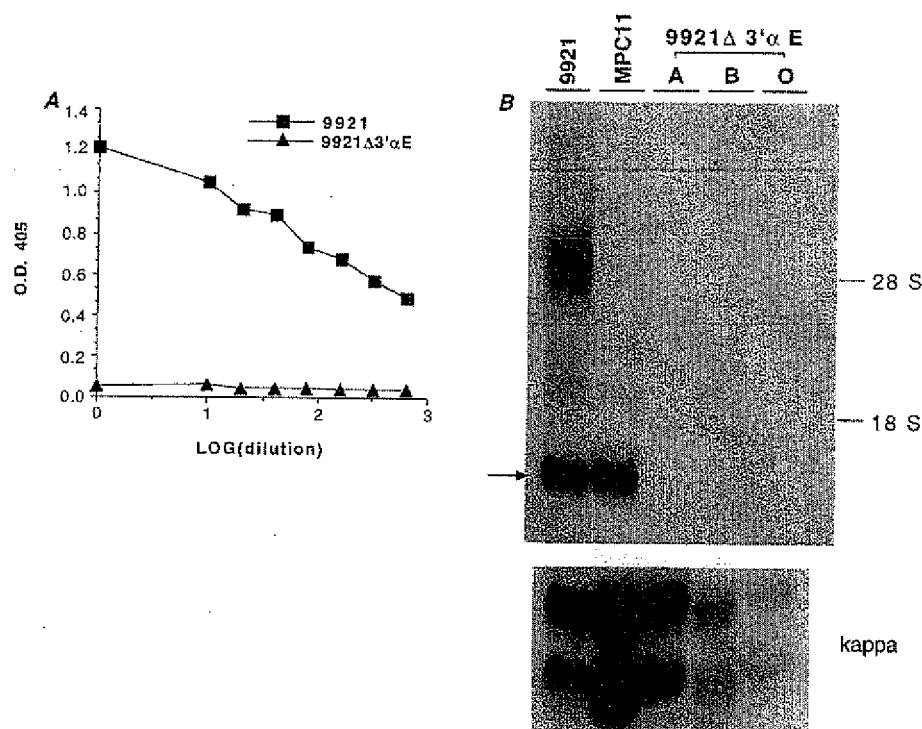 A
1.4
1.2
1.0
0.8
0.6
0.4
0.2
0.0
O.D. 405
9921
9921Δ3'αE
0 1 2 3
LOG(dilution)
B
9921
MPC11
9921Δ 3'α E
A B O
28 S
18 S
kappa